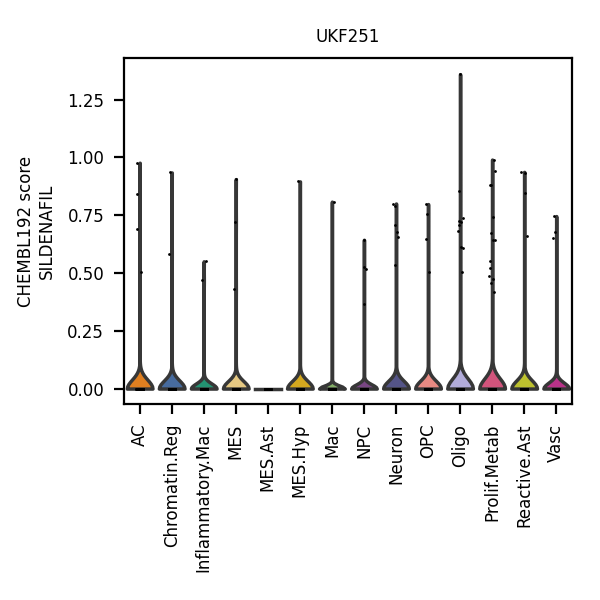 UKF251
CHEMBL192 score
SILDENAFIL
1.25
1.00
0.75
0.50
0.25
0.00
AC
Chromatin.Reg
Inflammatory.Mac
MES
MES.Ast
MES.Hyp
Mac
NPC
Neuron
OPC
Oligo
Prolif.Metab
Reactive.Ast
Vasc